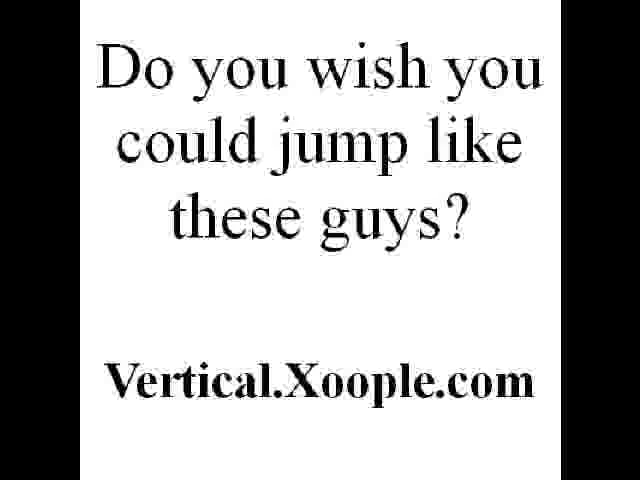 Do you wish you
could jump like
these guys?
Vertical.Xoople.com